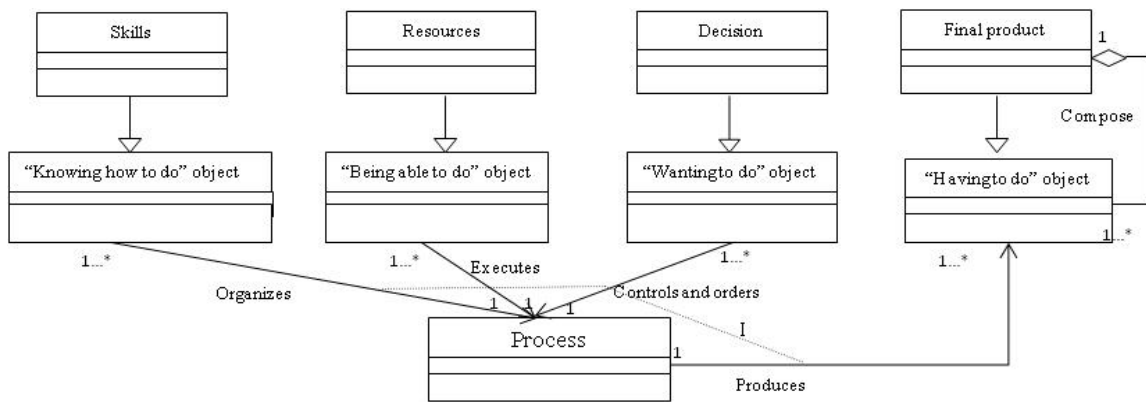 Skills
Resources
Decision
Final product
1
Compose
“Knowing how to do” object
“Being able to do” object
“Wantingto do” object
“Havingto do” object
1...*
1...*
1...*
1...*
1...*
Executes
Organizes
Controls and orders
1
1
1
Process
I
1
Produces